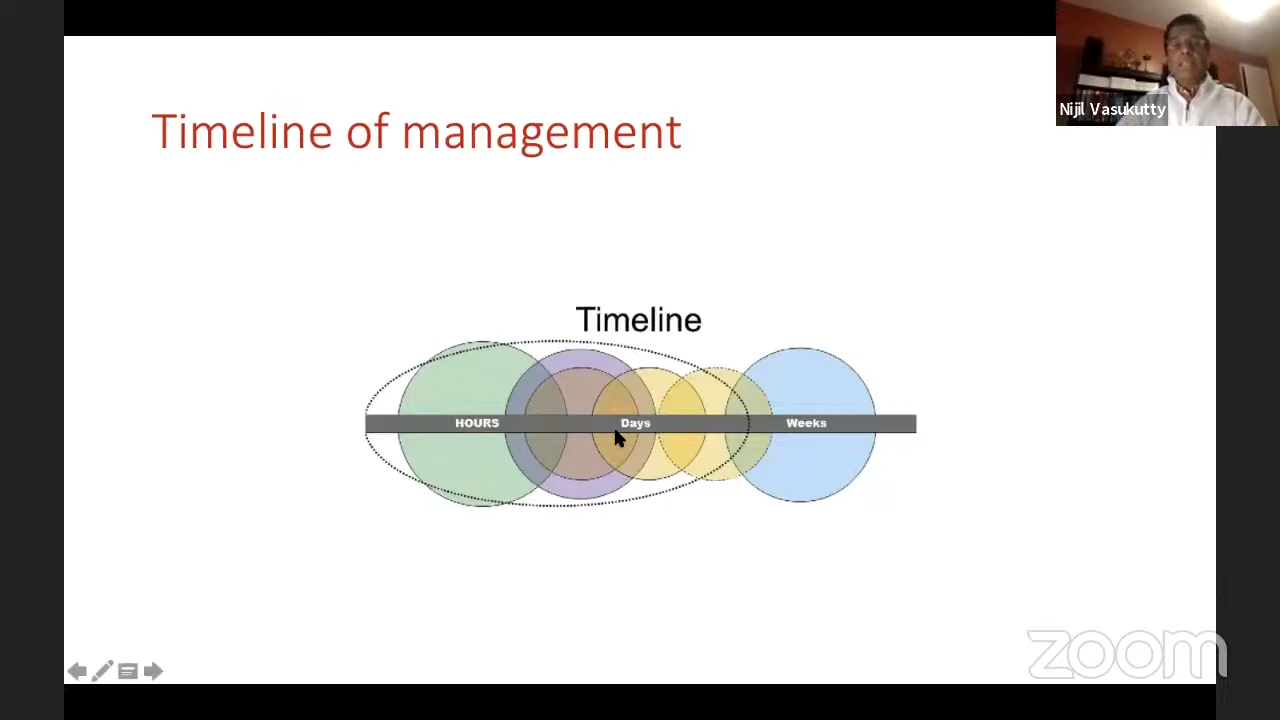 Nijil Vasukutty
Timeline of management
Timeline
HOURS Days Weeks
zoom